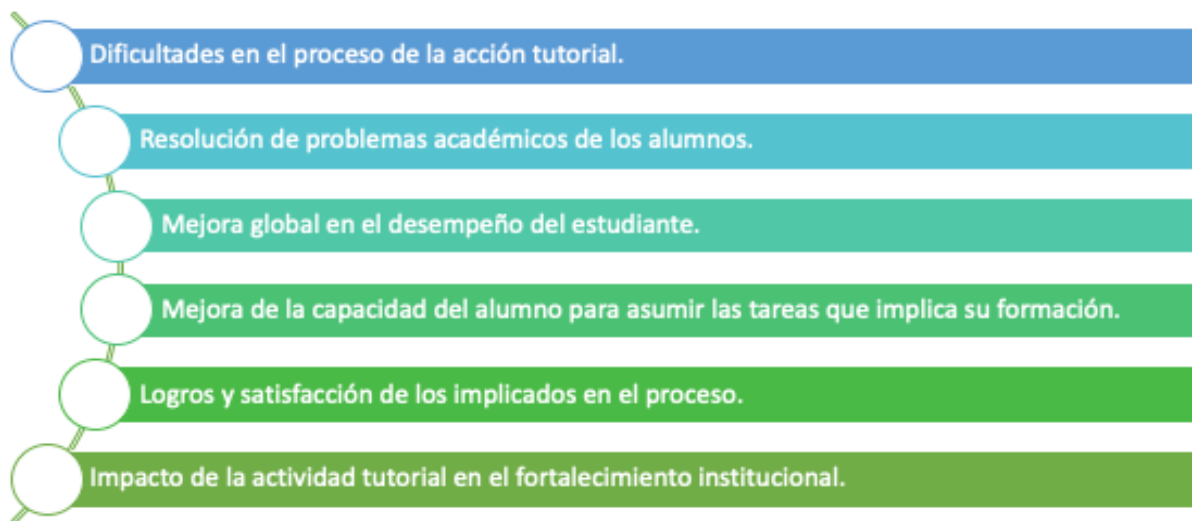 Dificultades en el proceso de la acción tutorial.
Resolución de problemas académicos de los alumnos.
Mejora global en el desempeño del estudiante.
Mejora de la capacidad del alumno para asumir las tareas que implica su formación.
Logros y satisfacción de los implicados en el proceso.
Impacto de la actividad tutorial en el fortalecimiento institucional.